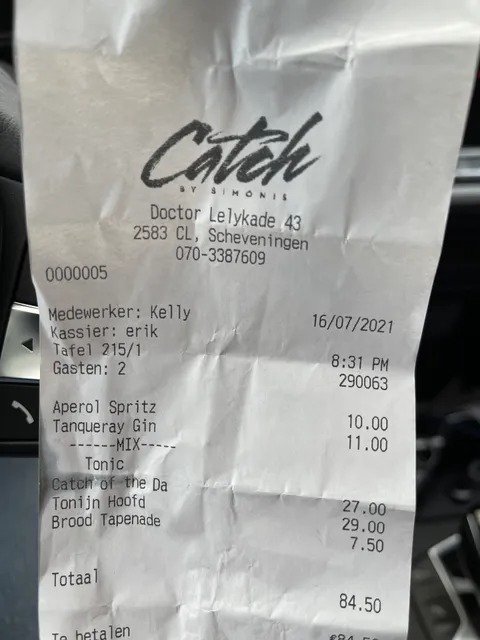 Catch
BY SIMONIS
Doctor Lelykade 43
2583 CL, Scheveningen
070-3387609
0000005
Medewerker: Kelly 16/07/2021
Kassier: erik
Tafel 215/1 8:31 PM
Gasten: 2 290063
Aperol Spritz 10.00
Tanqueray Gin 11.00
------MIX-----
Tonic
Catch of the Da 27.00
Tonijn Hoofd 29.00
Brood Tapenade 7.50
Totaal 84.50
Te betalen €84.50